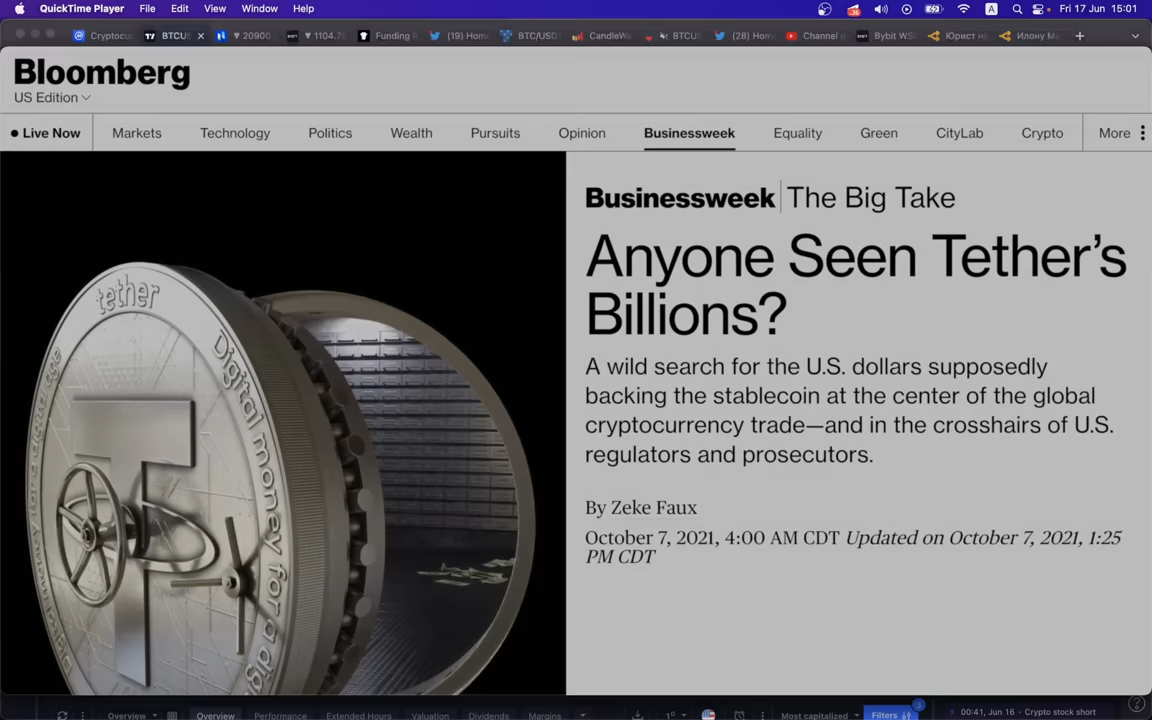 QuickTime Player File Edit View Window Help Fri 17 Jun 15:01
Cryptocur BTCUS ▼ 20900 ▼ 1104.7 Funding R (19) Hom BTC/USD CandleWa BTCU (28) Hom Channel d Bybit WS Юрист н Илону Ма
Bloomberg
US Edition
Live Now Markets Technology Politics Wealth Pursuits Opinion Businessweek Equality Green CityLab Crypto More
Businessweek | The Big Take
Anyone Seen Tether’s
Billions?
A wild search for the U.S. dollars supposedly
backing the stablecoin at the center of the global
cryptocurrency trade—and in the crosshairs of U.S.
regulators and prosecutors.
By Zeke Faux
October 7, 2021, 4:00 AM CDT Updated on October 7, 2021, 1:25
PM CDT
tether
Digital money for a digi
Overview Overview Performance Extended Hours Valuation Dividends Margins Most capitalized Filters 3 00:41, Jun 16 • Crypto stock short